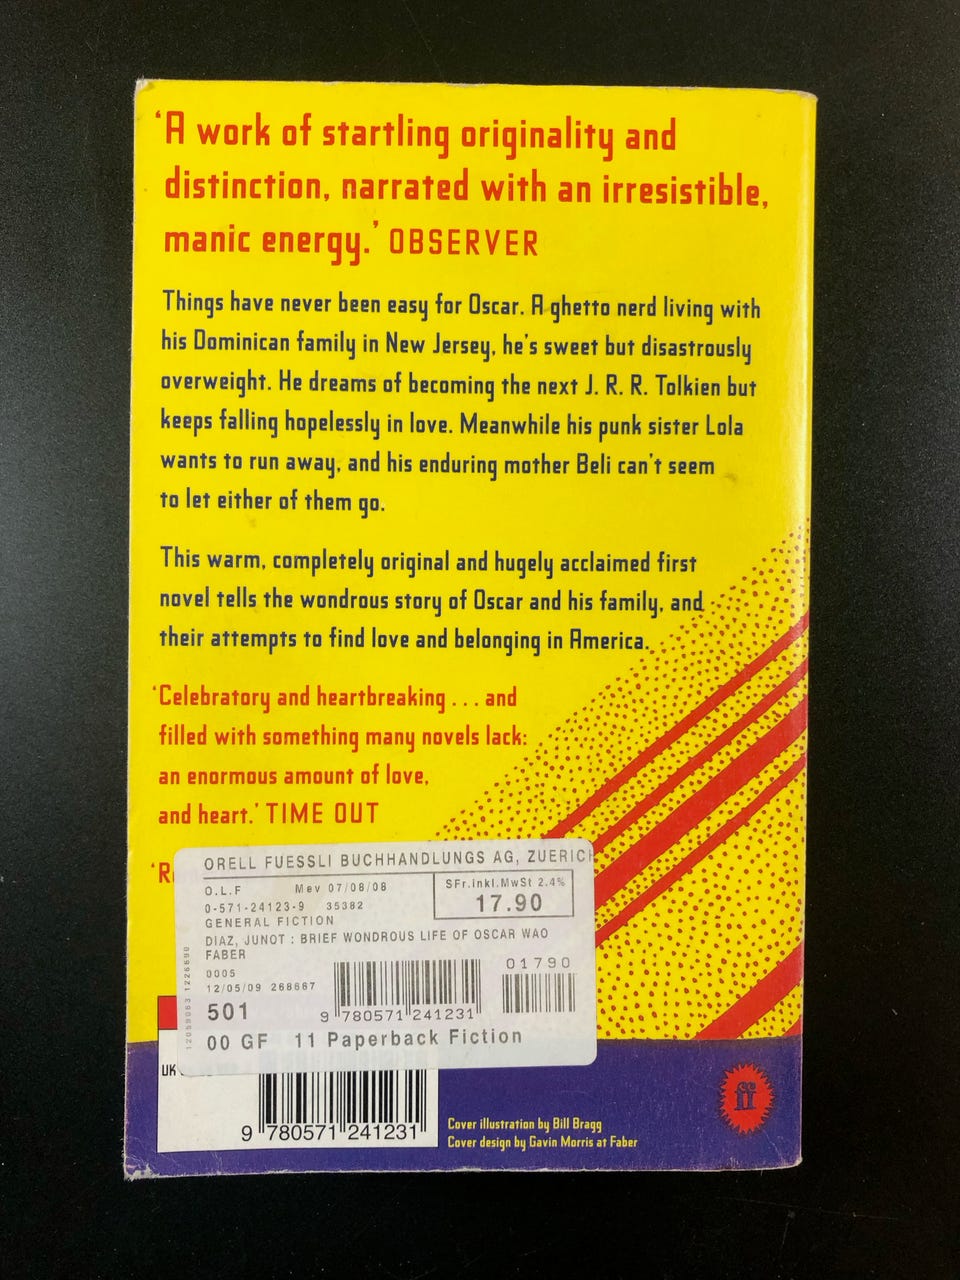 ‘A work of startling originality and
distinction, narrated with an irresistible,
manic energy.’ OBSERVER
Things have never been easy for Oscar. A ghetto nerd living with
his Dominican family in New Jersey, he's sweet but disastrously
overweight. He dreams of becoming the next J. R. R. Tolkien but
keeps falling hopelessly in love. Meanwhile his punk sister Lola
wants to run away, and his enduring mother Beli can't seem
to let either of them go.
This warm, completely original and hugely acclaimed first
novel tells the wondrous story of Oscar and his family, and
their attempts to find love and belonging in America.
‘Celebratory and heartbreaking . . . and
filled with something many novels lack:
an enormous amount of love,
and heart.’ TIME OUT
ORELL FUESSLI BUCHHANDLUNGS AG, ZUERICH
O.L.F Mev 07/08/08
SFr.inkl.MwSt 2.4%
0-571-24123-9 35382
17.90
GENERAL FICTION
DIAZ, JUNOT : BRIEF WONDROUS LIFE OF OSCAR WAO
FABER
0005
12/05/09 268667
01790
501
9 780571 241231
00 GF 11 Paperback Fiction
UK
9 780571 241231
Cover illustration by Bill Bragg
Cover design by Gavin Morris at Faber
ff